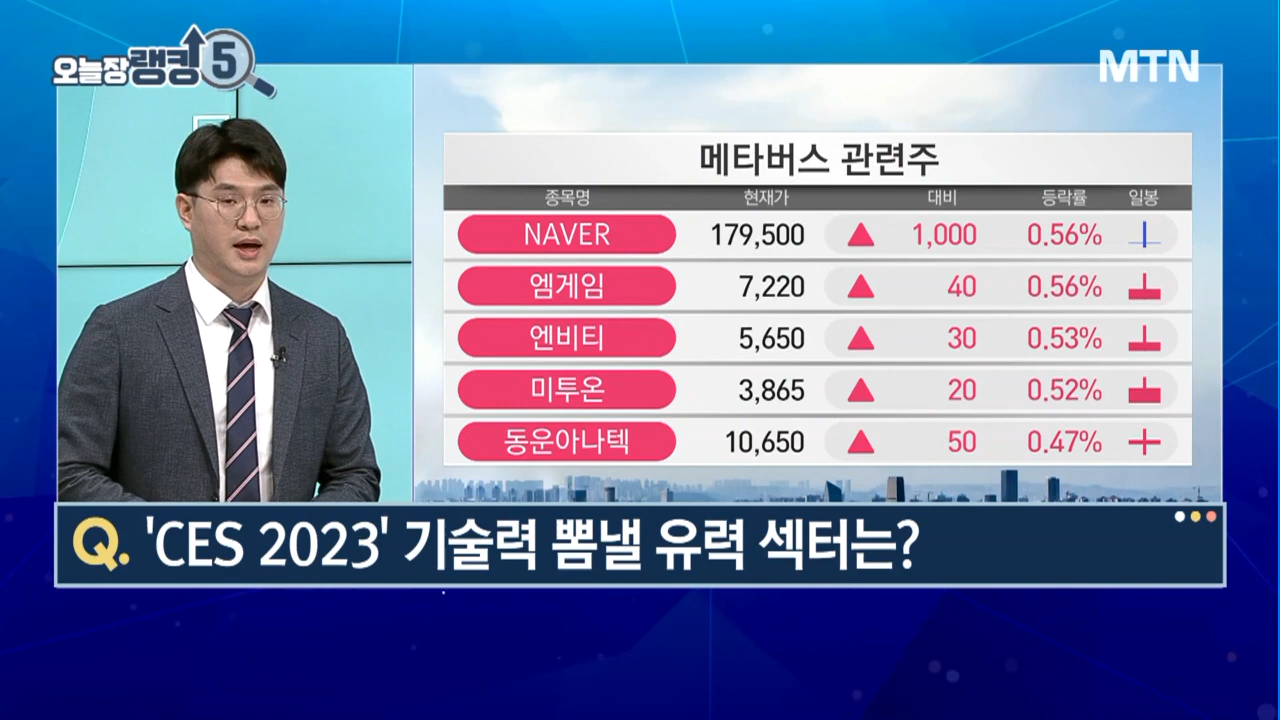 오늘장 랭킹 5
MTN
메타버스 관련주
종목명 현재가 대비 등락률 일봉
NAVER 179,500 ▲ 1,000 0.56%
엠게임 7,220 ▲ 40 0.56%
엔비티 5,650 ▲ 30 0.53%
미투온 3,865 ▲ 20 0.52%
동운아나텍 10,650 ▲ 50 0.47%
Q. 'CES 2023' 기술력 뽐낼 유력 섹터는?